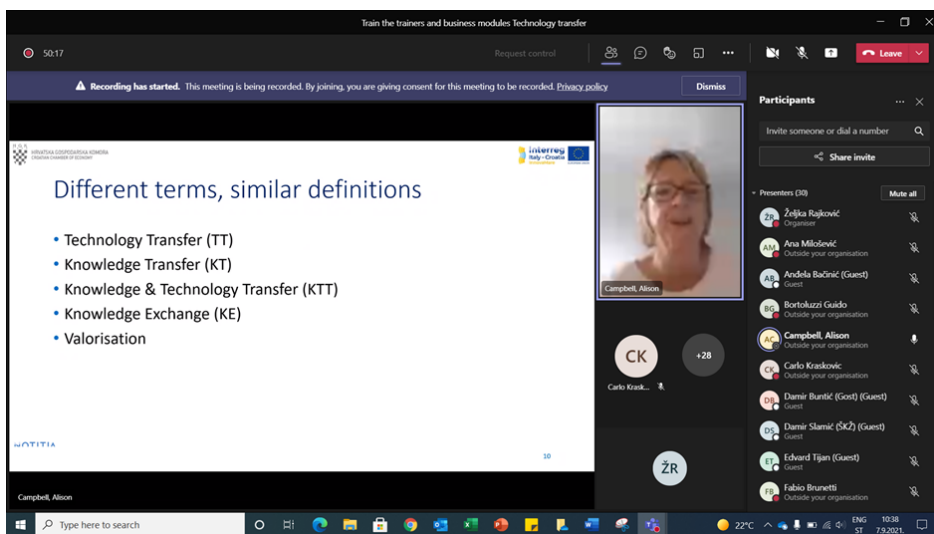 Train the trainers and business modules Technology transfer
50:17
Request control
Leave
Recording has started. This meeting is being recorded. By joining, you are giving consent for this meeting to be recorded. Privacy policy
Dismiss
HRVATSKA GOSPODARSKA KOMORA
CROATIAN CHAMBER OF ECONOMY
Interreg
Italy - Croatia
Different terms, similar definitions
• Technology Transfer (TT)
• Knowledge Transfer (KT)
• Knowledge & Technology Transfer (KTT)
• Knowledge Exchange (KE)
• Valorisation
10
Campbell, Alison
Campbell, Alison
CK
+28
Carlo Krask...
ŽR
Participants
Invite someone or dial a number
Share invite
Presenters (30)
Mute all
ŽR
Željka Rajković
Organiser
AM
Ana Milošević
Outside your organisation
AB
Anđela Bačinić (Guest)
Guest
BG
Bortoluzzi Guido
Outside your organisation
AC
Campbell, Alison
Outside your organisation
CK
Carlo Kraskovic
Outside your organisation
DB
Damir Buntić (Gost) (Guest)
Guest
DS
Damir Slamić (ŠKŽ) (Guest)
Guest
ET
Edvard Tijan (Guest)
Guest
FB
Fabio Brunetti
Outside your organisation
Type here to search
22°C
ENG
ST
10:38
7.9.2021.